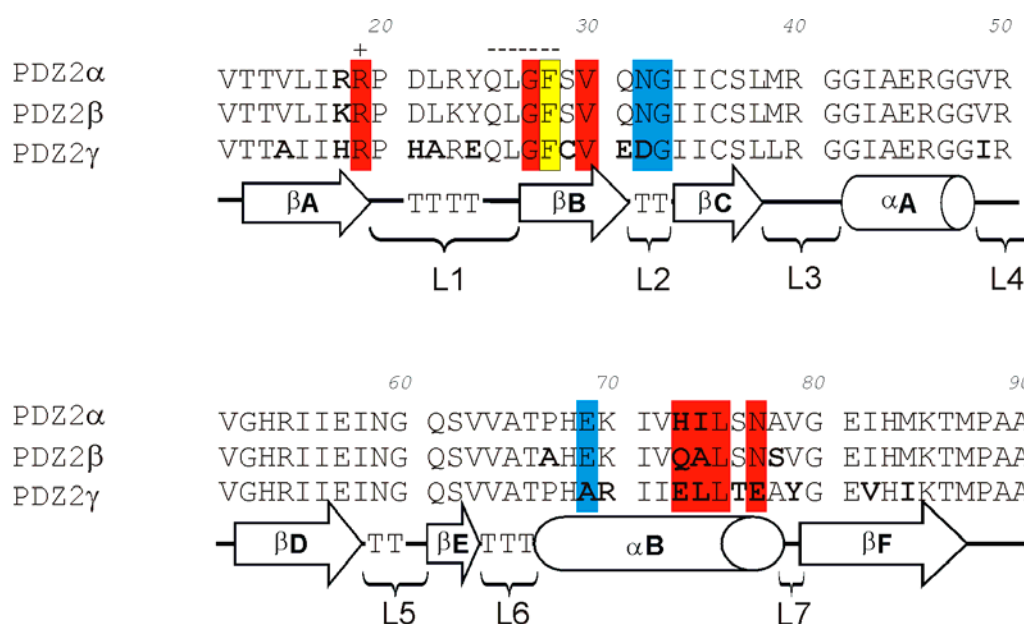 20 30 40 50
+ -------
PDZ2α VTTVLIRRP DLRYQLGFSV QNGIICSLMR GGIAERGGVR
PDZ2β VTTVLIKRP DLKYQLGFSV QNGIICSLMR GGIAERGGVR
PDZ2γ VTTAIIHRP HAREQLGFCV EDGIICSLLR GGIAERGGIR
βA TTTT βB TT βC αA
L1 L2 L3 L4
60 70 80 90
PDZ2α VGHRIIEING QSVVATPHEK IVHILSNAVG EIHMKTMPAA
PDZ2β VGHRIIEING QSVVATAHEK IVQALSNSVG EIHMKTMPAA
PDZ2γ VGHRIIEING QSVVATPHAR IIELLTEAYG EVHIKTMPAA
βD TT βE TTT αB βF
L5 L6 L7